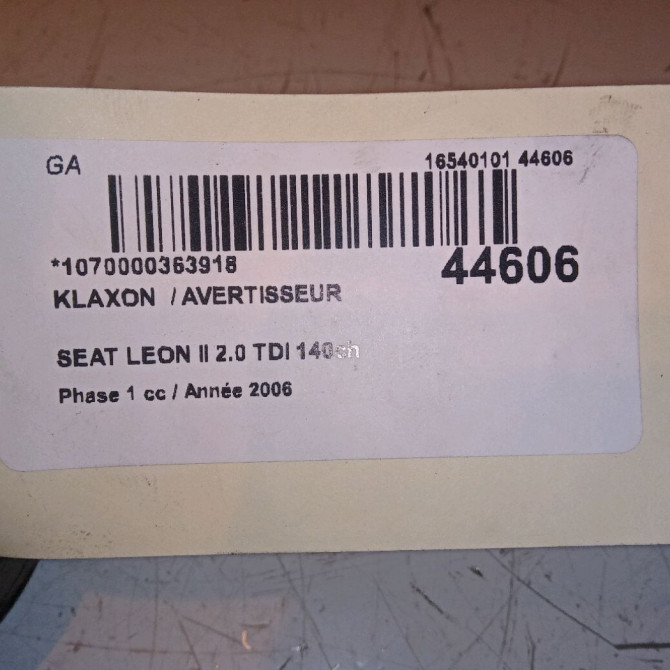 GA
16540101 44606
*1070000363918
44606
KLAXON / AVERTISSEUR
SEAT LEON II 2.0 TDI 140ch
Phase 1 cc / Année 2006